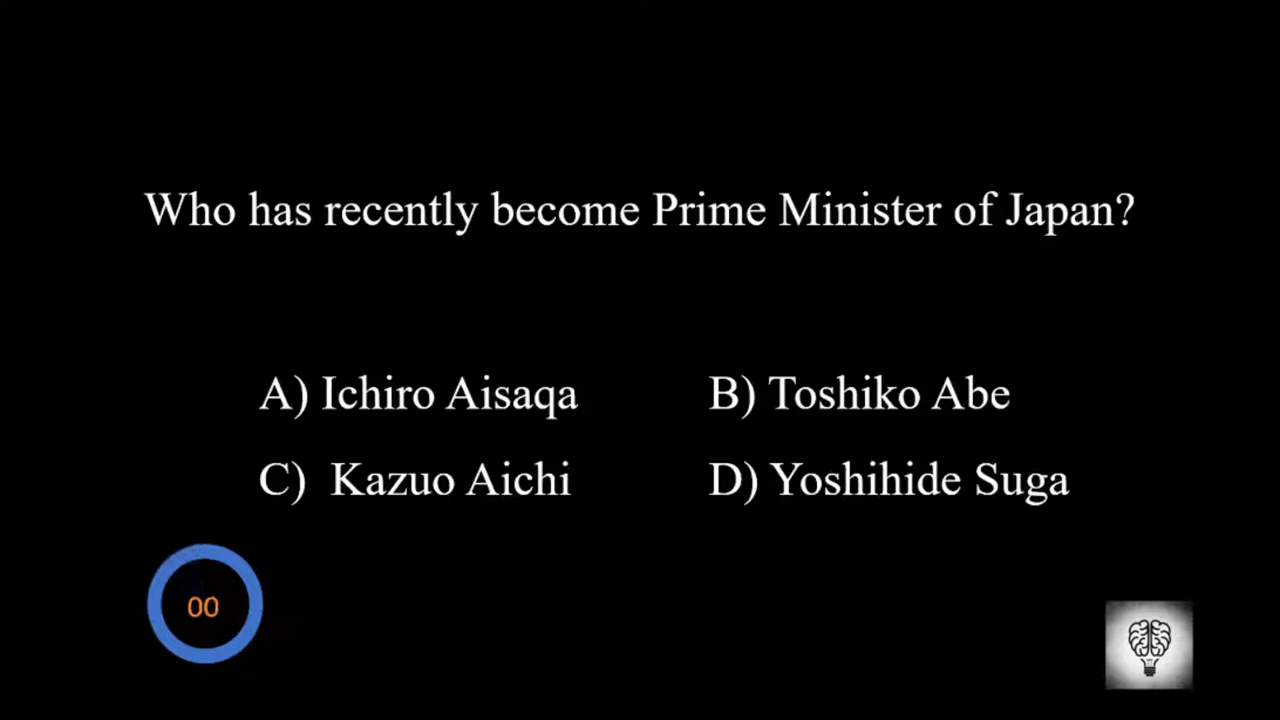 Who has recently become Prime Minister of Japan?
A) Ichiro Aisaqa B) Toshiko Abe
C) Kazuo Aichi D) Yoshihide Suga
00